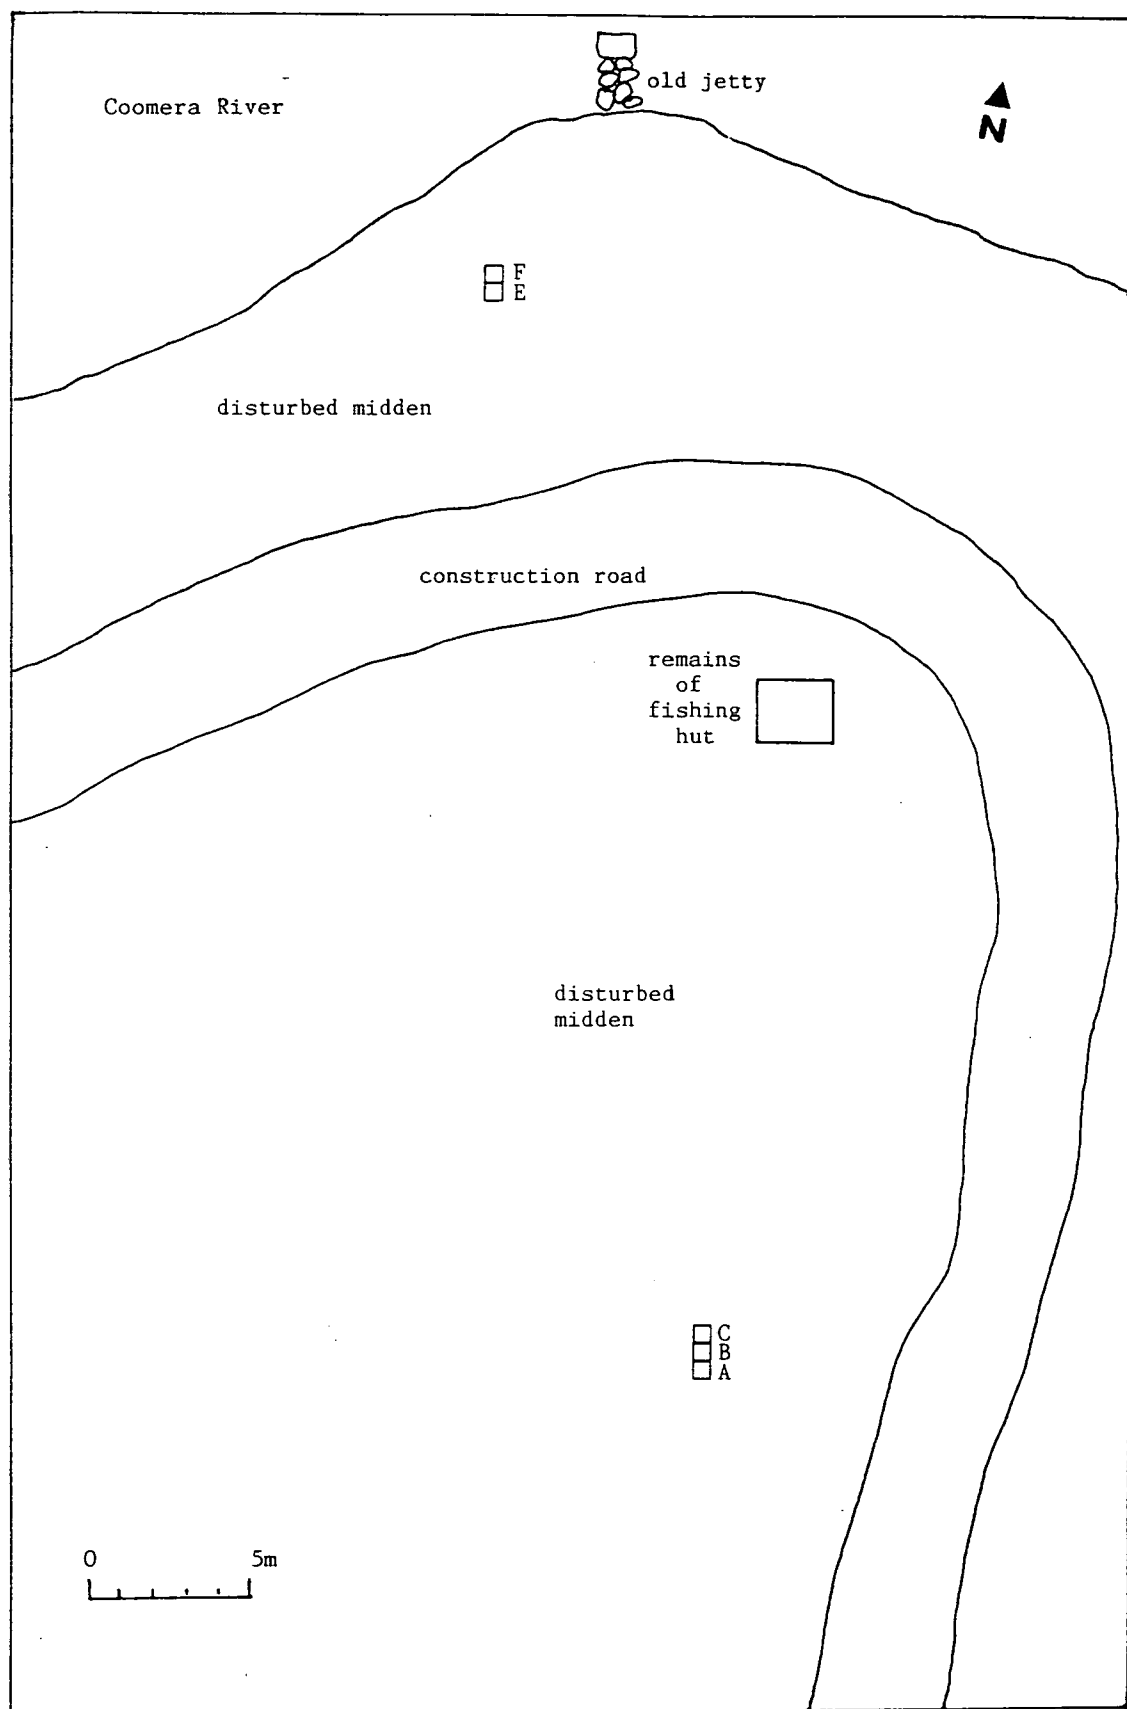 old jetty
Coomera River
N
F
E
disturbed midden
construction road
remains
of
fishing
hut
disturbed
midden
C
B
A
0 5m